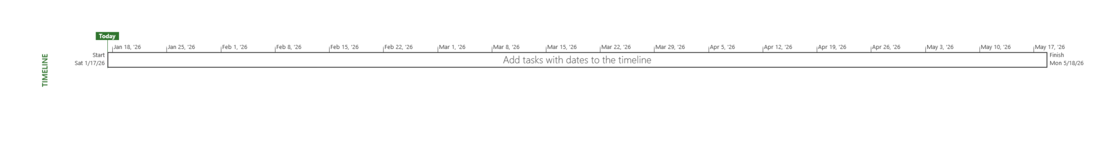 Today
Jan 18, '26 Jan 25, '26 Feb 1, '26 Feb 8, '26 Feb 15, '26 Feb 22, '26 Mar 1, '26 Mar 8, '26 Mar 15, '26 Mar 22, '26 Mar 29, '26 Apr 5, '26 Apr 12, '26 Apr 19, '26 Apr 26, '26 May 3, '26 May 10, '26 May 17, '26
TIMELINE
Start
Sat 1/17/26
Add tasks with dates to the timeline
Finish
Mon 5/18/26